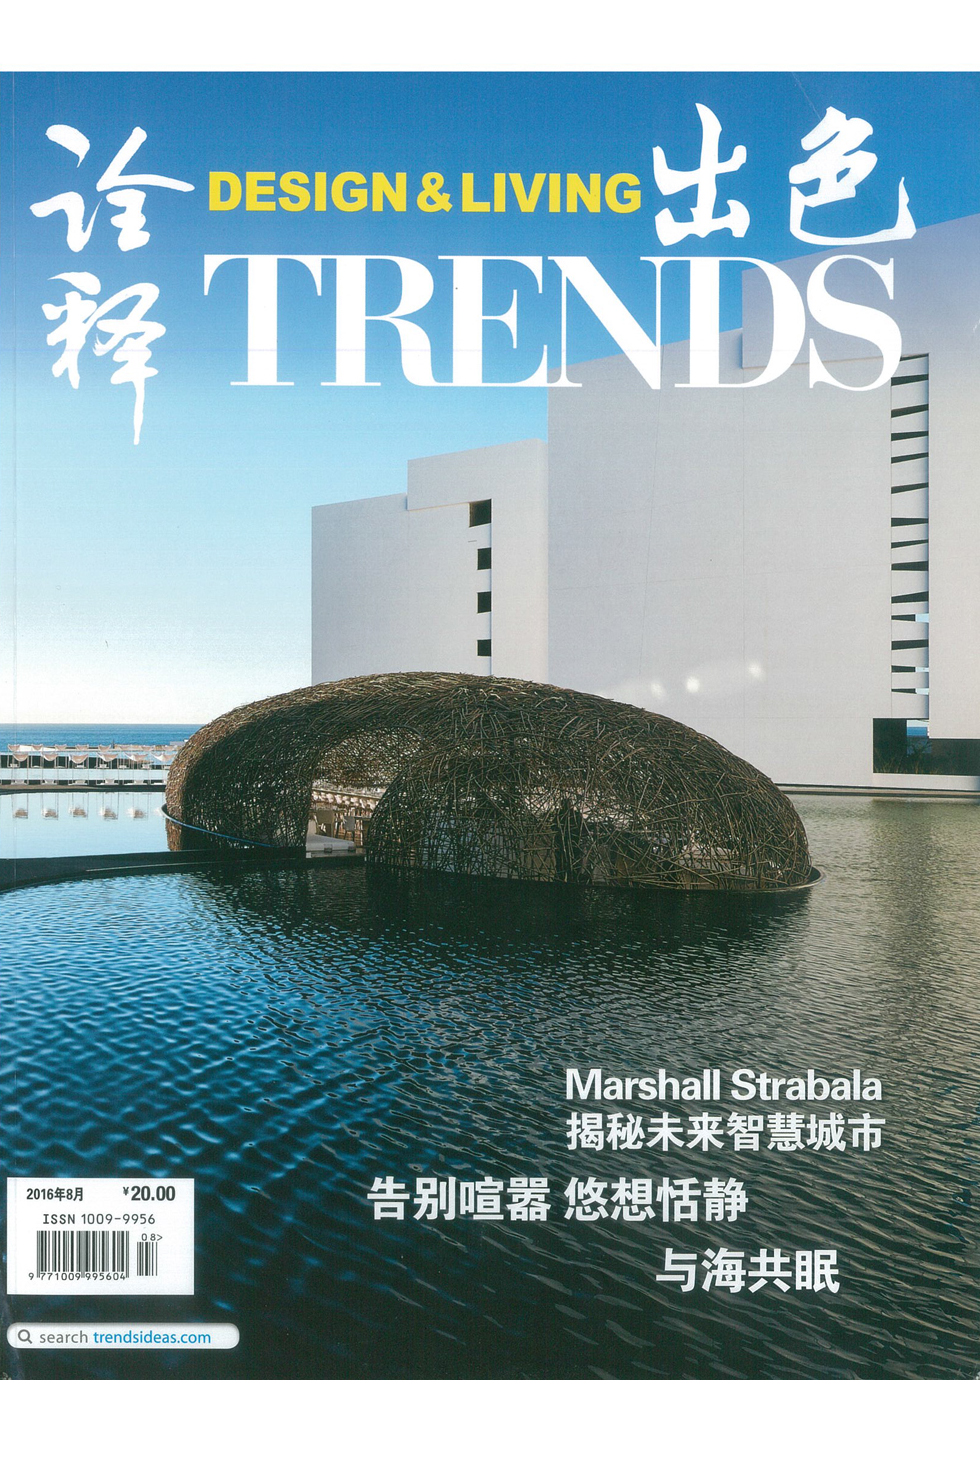 诠释
DESIGN & LIVING
出色
TRENDS
Marshall Strabala
揭秘未来智慧城市
告别喧嚣 悠想恬静
与海共眠
2016年8月 ¥20.00
ISSN 1009-9956
08>
9 771009 995604
search trendsideas.com